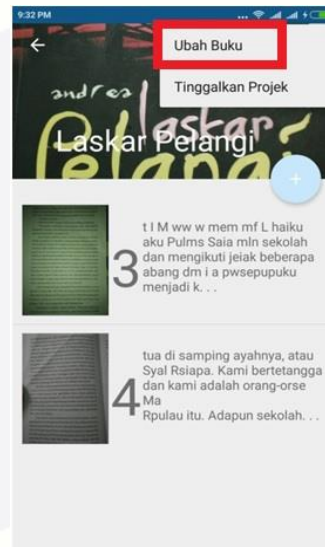 9:32 PM
Ubah Buku
Tinggalkan Projek
andrea
laskar
Pelangi
Laskar Pelangi
+
3
t I M ww w mem mf L haiku
aku Pulms Saia mln sekolah
dan mengikuti jeiak beberapa
abang dm i a pwsepupuku
menjadi k. . .
4
tua di samping ayahnya, atau
Syal Rsiapa. Kami bertetangga
dan kami adalah orang-orse
Ma
Rpulau itu. Adapun sekolah. . .